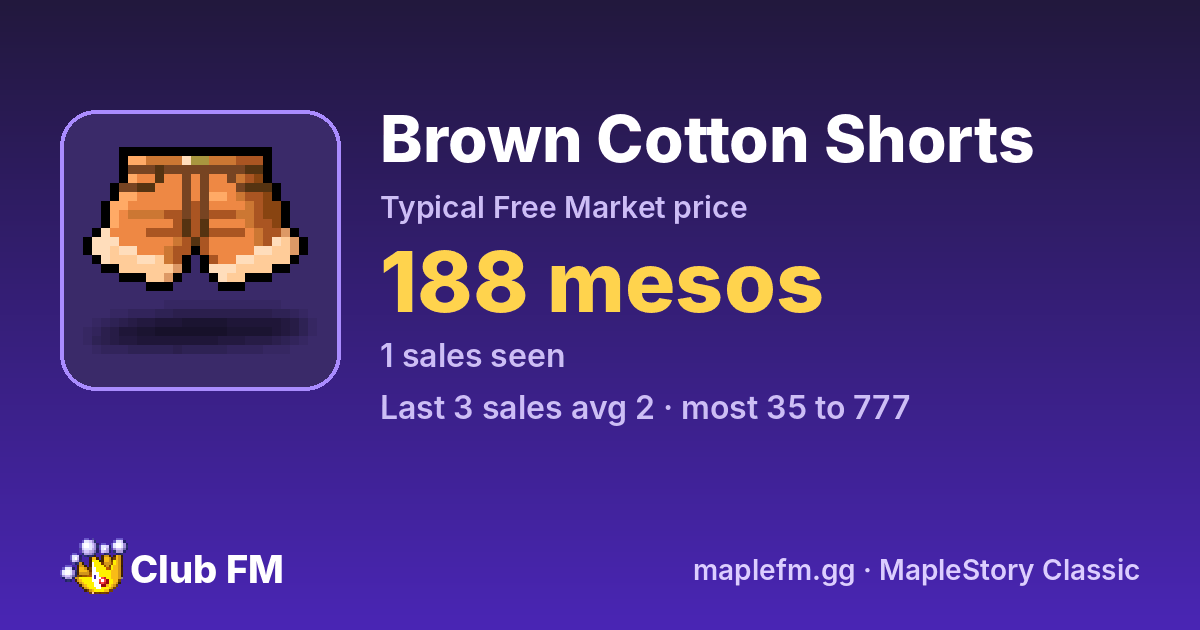 Brown Cotton Shorts
Typical Free Market price
188 mesos
1 sales seen
Last 3 sales avg 2 · most 35 to 777
Club FM
maplefm.gg · MapleStory Classic